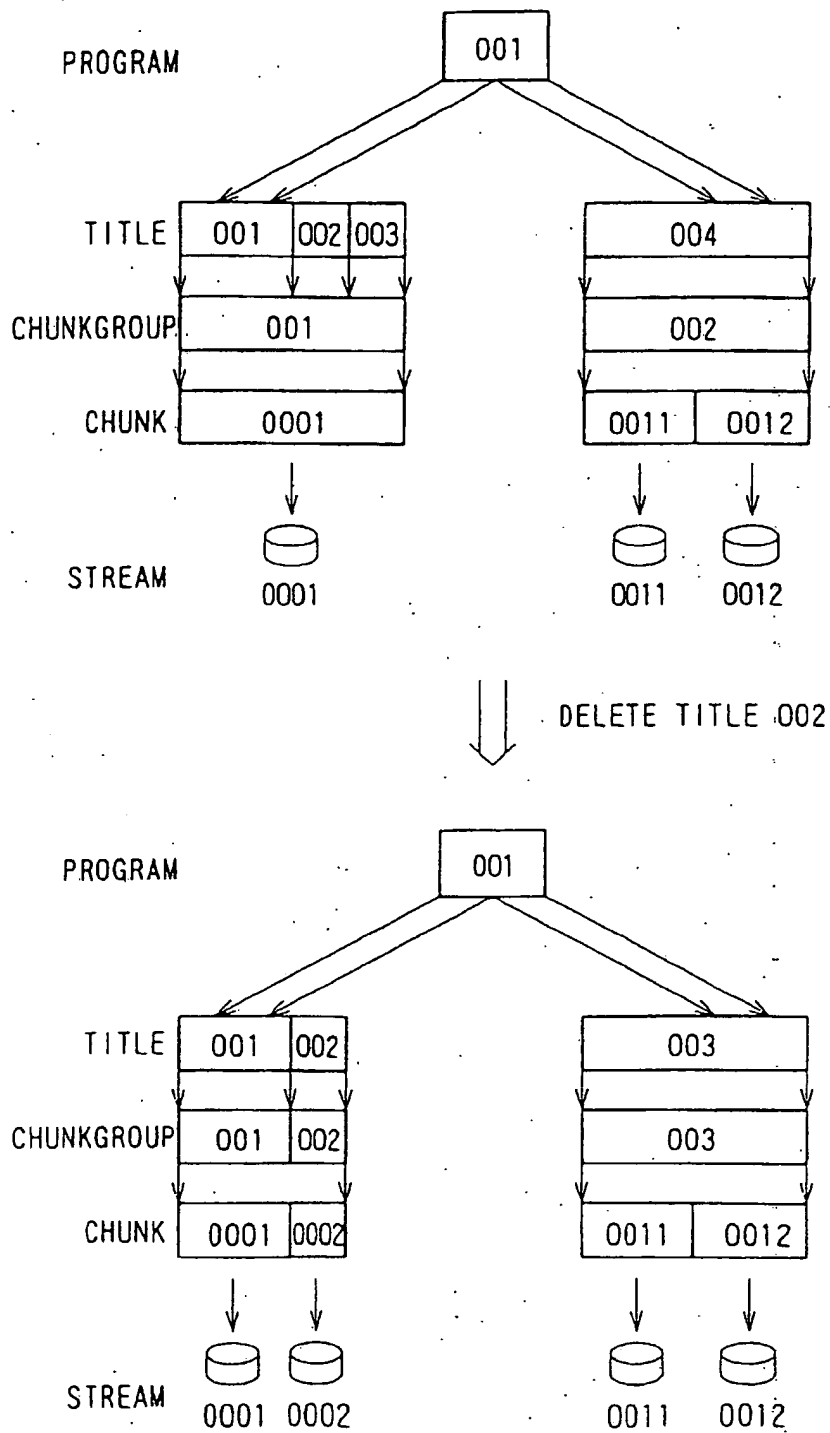 PROGRAM 001
TITLE 001 002 003 004
CHUNKGROUP 001 002
CHUNK 0001 0011 0012
STREAM 0001 0011 0012
DELETE TITLE 002
PROGRAM 001
TITLE 001 002 003
CHUNKGROUP 001 002 003
CHUNK 0001 0002 0011 0012
STREAM 0001 0002 0011 0012